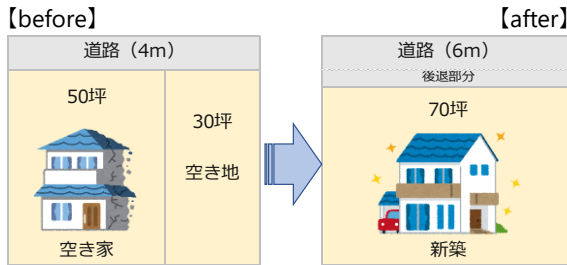 【before】
道路（4m）
50坪
30坪
空き地
空き家
【after】
道路（6m）
後退部分
70坪
新築